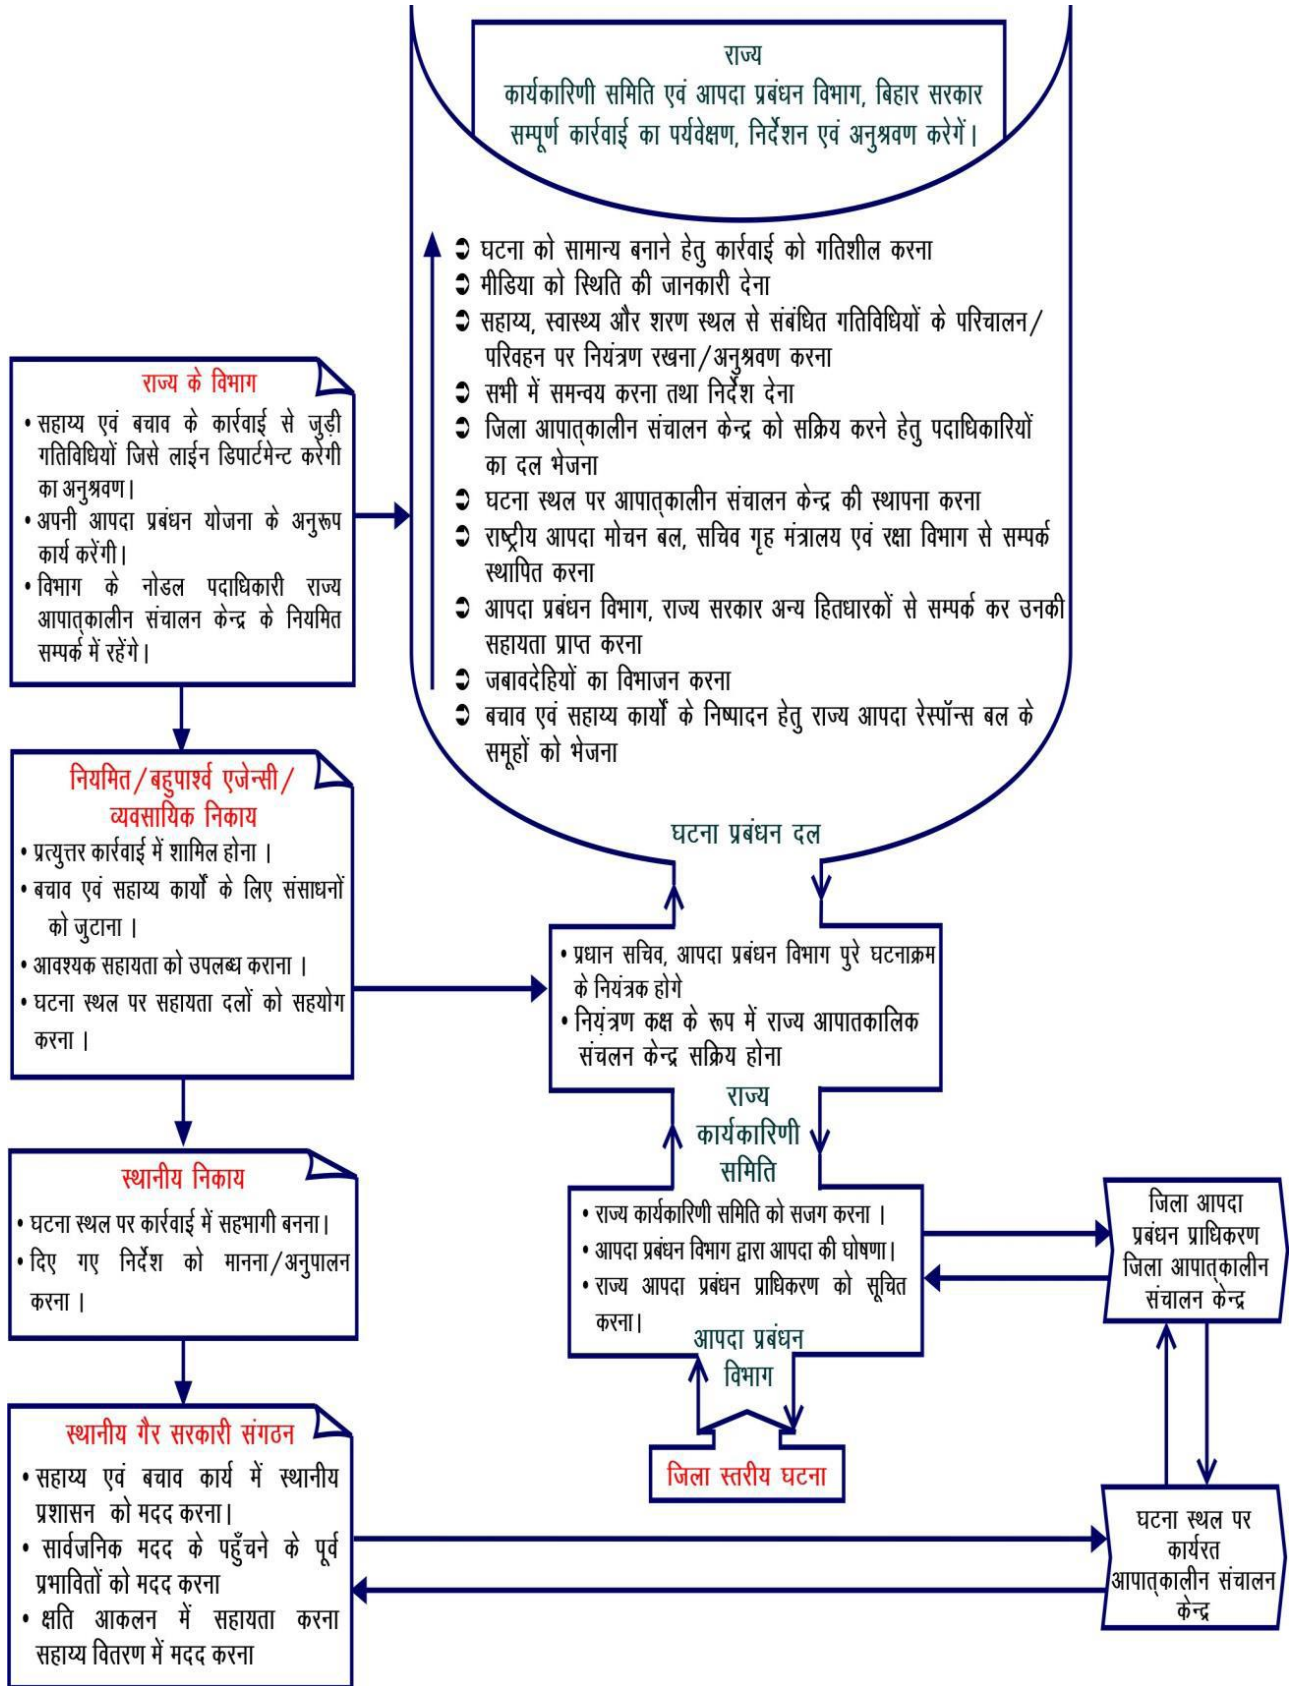 राज्य
कार्यकारिणी समिति एवं आपदा प्रबंधन विभाग, बिहार सरकार
सम्पूर्ण कार्रवाई का पर्यवेक्षण, निर्देशन एवं अनुश्रवण करेगें।
➲ घटना को सामान्य बनाने हेतु कार्रवाई को गतिशील करना
➲ मीडिया को स्थिति की जानकारी देना
➲ सहाय्य, स्वास्थ्य और शरण स्थल से संबंधित गतिविधियों के परिचालन/
परिवहन पर नियंत्रण रखना/अनुश्रवण करना
➲ सभी में समन्वय करना तथा निर्देश देना
➲ जिला आपात्‌कालीन संचालन केन्द्र को सक्रिय करने हेतु पदाधिकारियों
का दल भेजना
➲ घटना स्थल पर आपात्‌कालीन संचालन केन्द्र की स्थापना करना
➲ राष्ट्रीय आपदा मोचन बल, सचिव गृह मंत्रालय एवं रक्षा विभाग से सम्पर्क
स्थापित करना
➲ आपदा प्रबंधन विभाग, राज्य सरकार अन्य हितधारकों से सम्पर्क कर उनकी
सहायता प्राप्त करना
➲ जबावदेहियों का विभाजन करना
➲ बचाव एवं सहाय्य कार्यों के निष्पादन हेतु राज्य आपदा रेस्पॉन्स बल के
समूहों को भेजना
घटना प्रबंधन दल
राज्य के विभाग
• सहाय्य एवं बचाव के कार्रवाई से जुड़ी
गतिविधियों जिसे लाईन डिपार्टमेन्ट करेगी
का अनुश्रवण।
• अपनी आपदा प्रबंधन योजना के अनुरूप
कार्य करेंगी।
• विभाग के नोडल पदाधिकारी राज्य
आपात्‌कालीन संचालन केन्द्र के नियमित
सम्पर्क में रहेंगे।
नियमित/बहुपार्श्व एजेन्सी/
व्यवसायिक निकाय
• प्रत्युत्तर कार्रवाई में शामिल होना ।
• बचाव एवं सहाय्य कार्यों के लिए संसाधनों
को जुटाना ।
• आवश्यक सहायता को उपलब्ध कराना ।
• घटना स्थल पर सहायता दलों को सहयोग
करना ।
• प्रधान सचिव, आपदा प्रबंधन विभाग पुरे घटनाक्रम
के नियंत्रक होगे
• नियंत्रण कक्ष के रूप में राज्य आपातकालिक
संचलन केन्द्र सक्रिय होना
राज्य
कार्यकारिणी
समिति
स्थानीय निकाय
• घटना स्थल पर कार्रवाई में सहभागी बनना।
• दिए गए निर्देश को मानना/अनुपालन
करना ।
• राज्य कार्यकारिणी समिति को सजग करना ।
• आपदा प्रबंधन विभाग द्वारा आपदा की घोषणा।
• राज्य आपदा प्रबंधन प्राधिकरण को सूचित
करना।
आपदा प्रबंधन
विभाग
जिला आपदा
प्रबंधन प्राधिकरण
जिला आपात्‌कालीन
संचालन केन्द्र
जिला स्तरीय घटना
स्थानीय गैर सरकारी संगठन
• सहाय्य एवं बचाव कार्य में स्थानीय
प्रशासन को मदद करना।
• सार्वजनिक मदद के पहुँचने के पूर्व
प्रभावितों को मदद करना
• क्षति आकलन में सहायता करना
सहाय्य वितरण में मदद करना
घटना स्थल पर
कार्यरत
आपात्‌कालीन संचालन
केन्द्र